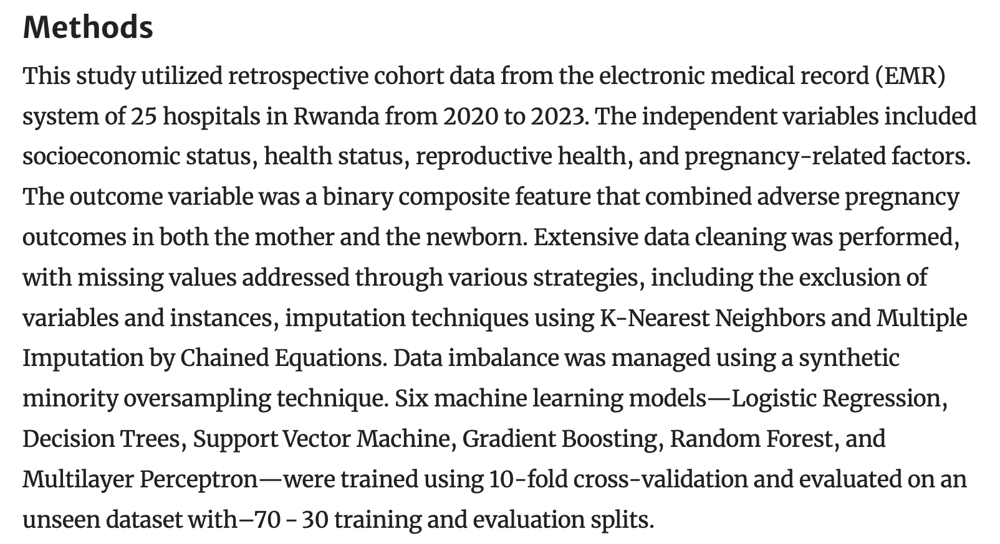 Methods
This study utilized retrospective cohort data from the electronic medical record (EMR)
system of 25 hospitals in Rwanda from 2020 to 2023. The independent variables included
socioeconomic status, health status, reproductive health, and pregnancy-related factors.
The outcome variable was a binary composite feature that combined adverse pregnancy
outcomes in both the mother and the newborn. Extensive data cleaning was performed,
with missing values addressed through various strategies, including the exclusion of
variables and instances, imputation techniques using K-Nearest Neighbors and Multiple
Imputation by Chained Equations. Data imbalance was managed using a synthetic
minority oversampling technique. Six machine learning models—Logistic Regression,
Decision Trees, Support Vector Machine, Gradient Boosting, Random Forest, and
Multilayer Perceptron—were trained using 10-fold cross-validation and evaluated on an
unseen dataset with–70 - 30 training and evaluation splits.